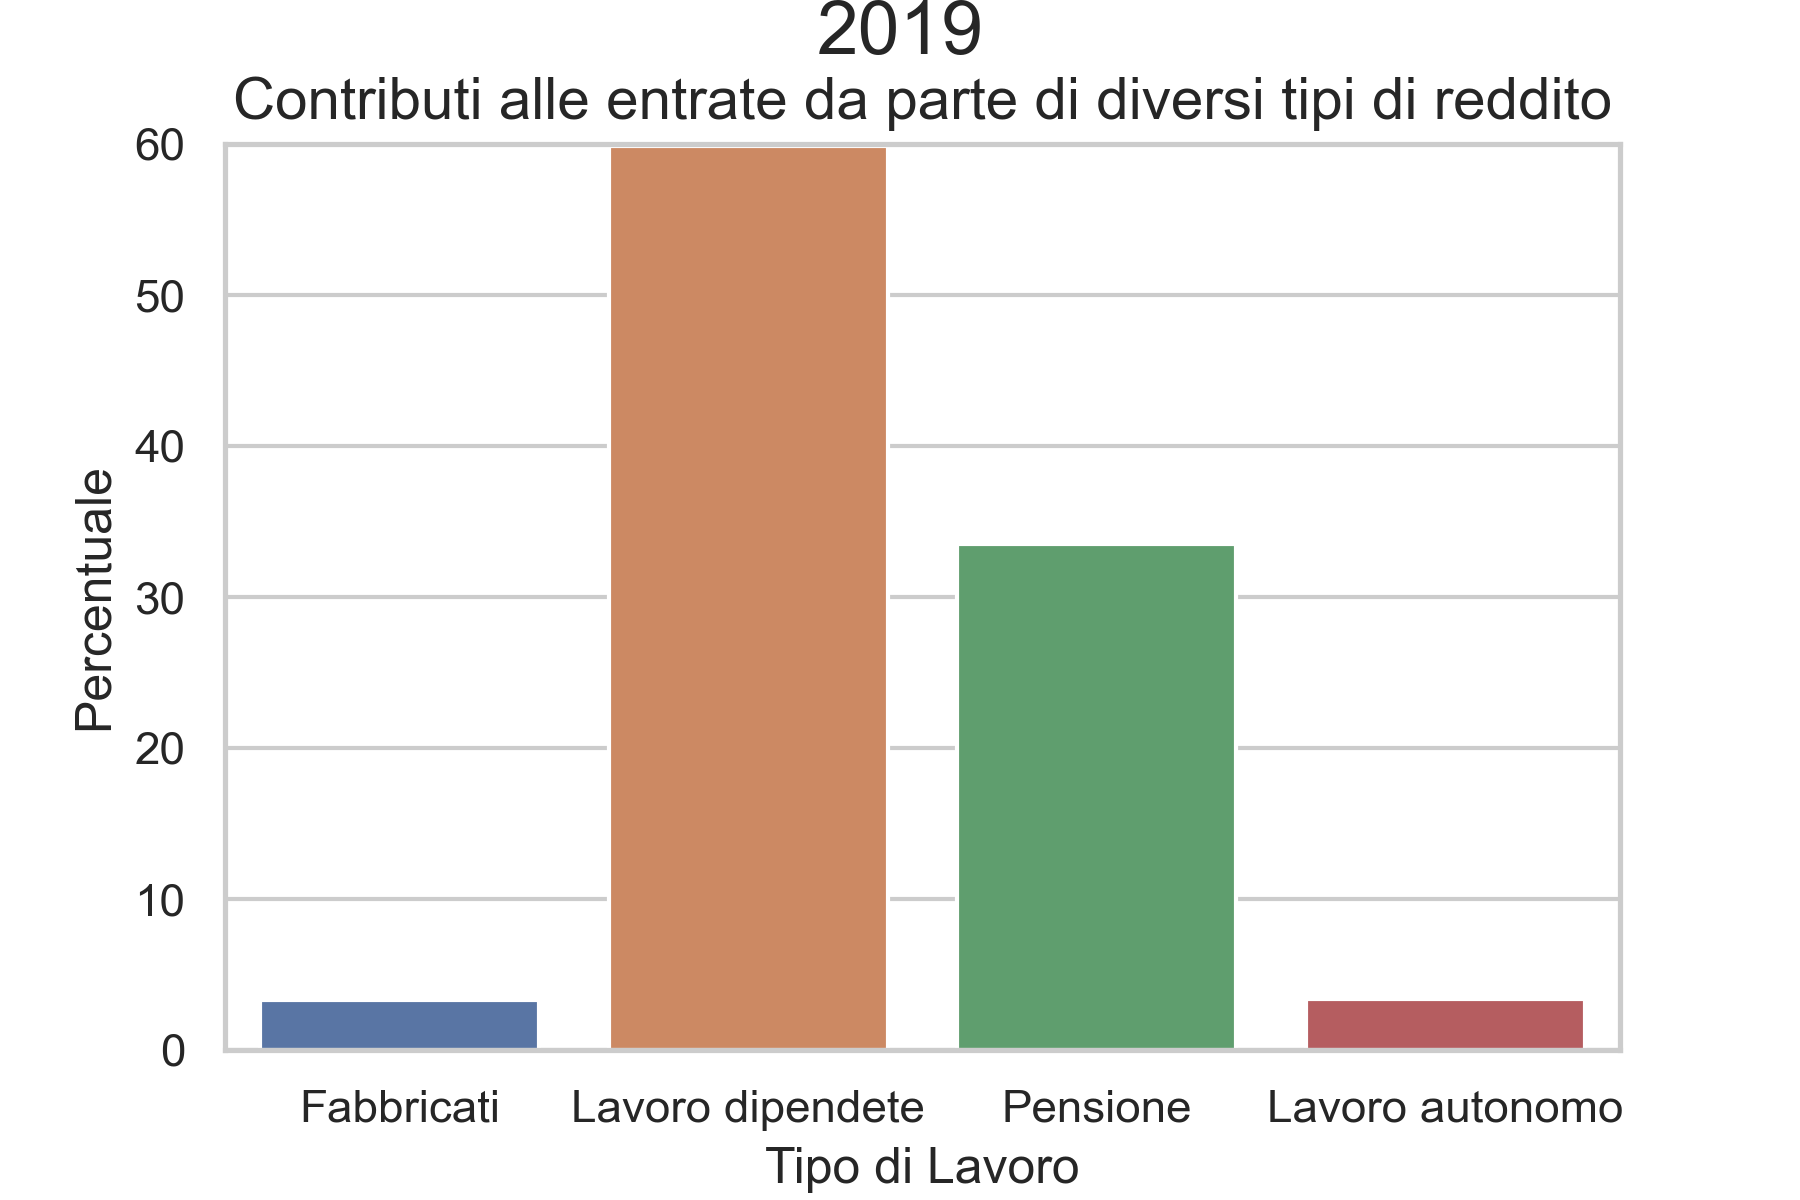 2019
Contributi alle entrate da parte di diversi tipi di reddito
60
50
40
30
20
10
0
Percentuale
Fabbricati
Lavoro dipendete
Pensione
Lavoro autonomo
Tipo di Lavoro